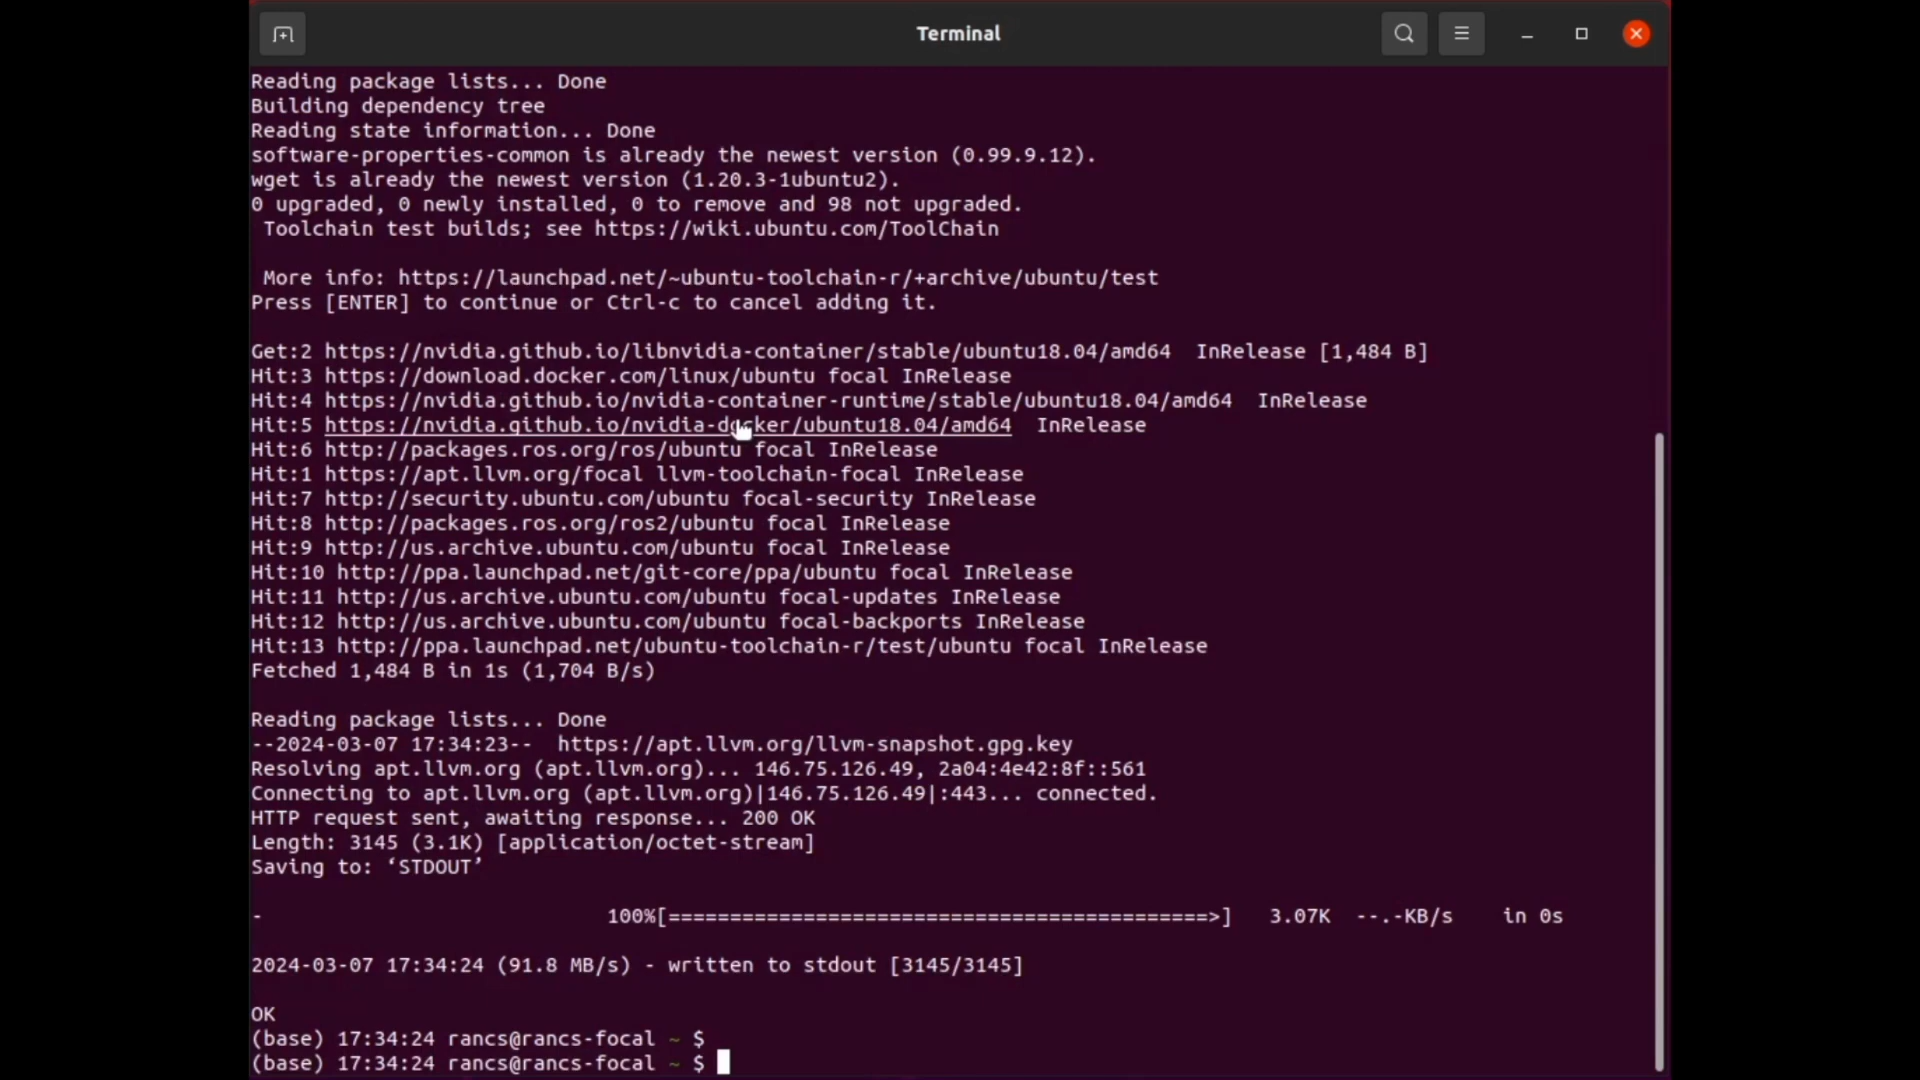 Terminal
Reading package lists... Done
Building dependency tree
Reading state information... Done
software-properties-common is already the newest version (0.99.9.12).
wget is already the newest version (1.20.3-1ubuntu2).
0 upgraded, 0 newly installed, 0 to remove and 98 not upgraded.
Toolchain test builds; see https://wiki.ubuntu.com/ToolChain
More info: https://launchpad.net/~ubuntu-toolchain-r/+archive/ubuntu/test
Press [ENTER] to continue or Ctrl-c to cancel adding it.
Get:2 https://nvidia.github.io/libnvidia-container/stable/ubuntu18.04/amd64  InRelease [1,484 B]
Hit:3 https://download.docker.com/linux/ubuntu focal InRelease
Hit:4 https://nvidia.github.io/nvidia-container-runtime/stable/ubuntu18.04/amd64  InRelease
Hit:5 https://nvidia.github.io/nvidia-docker/ubuntu18.04/amd64  InRelease
Hit:6 http://packages.ros.org/ros/ubuntu focal InRelease
Hit:1 https://apt.llvm.org/focal llvm-toolchain-focal InRelease
Hit:7 http://security.ubuntu.com/ubuntu focal-security InRelease
Hit:8 http://packages.ros.org/ros2/ubuntu focal InRelease
Hit:9 http://us.archive.ubuntu.com/ubuntu focal InRelease
Hit:10 http://ppa.launchpad.net/git-core/ppa/ubuntu focal InRelease
Hit:11 http://us.archive.ubuntu.com/ubuntu focal-updates InRelease
Hit:12 http://us.archive.ubuntu.com/ubuntu focal-backports InRelease
Hit:13 http://ppa.launchpad.net/ubuntu-toolchain-r/test/ubuntu focal InRelease
Fetched 1,484 B in 1s (1,704 B/s)
Reading package lists... Done
--2024-03-07 17:34:23--  https://apt.llvm.org/llvm-snapshot.gpg.key
Resolving apt.llvm.org (apt.llvm.org)... 146.75.126.49, 2a04:4e42:8f::561
Connecting to apt.llvm.org (apt.llvm.org)|146.75.126.49|:443... connected.
HTTP request sent, awaiting response... 200 OK
Length: 3145 (3.1K) [application/octet-stream]
Saving to: ‘STDOUT’
- 100%[============================================>] 3.07K --.-KB/s in 0s
2024-03-07 17:34:24 (91.8 MB/s) - written to stdout [3145/3145]
OK
(base) 17:34:24 rancs@rancs-focal ~ $
(base) 17:34:24 rancs@rancs-focal ~ $